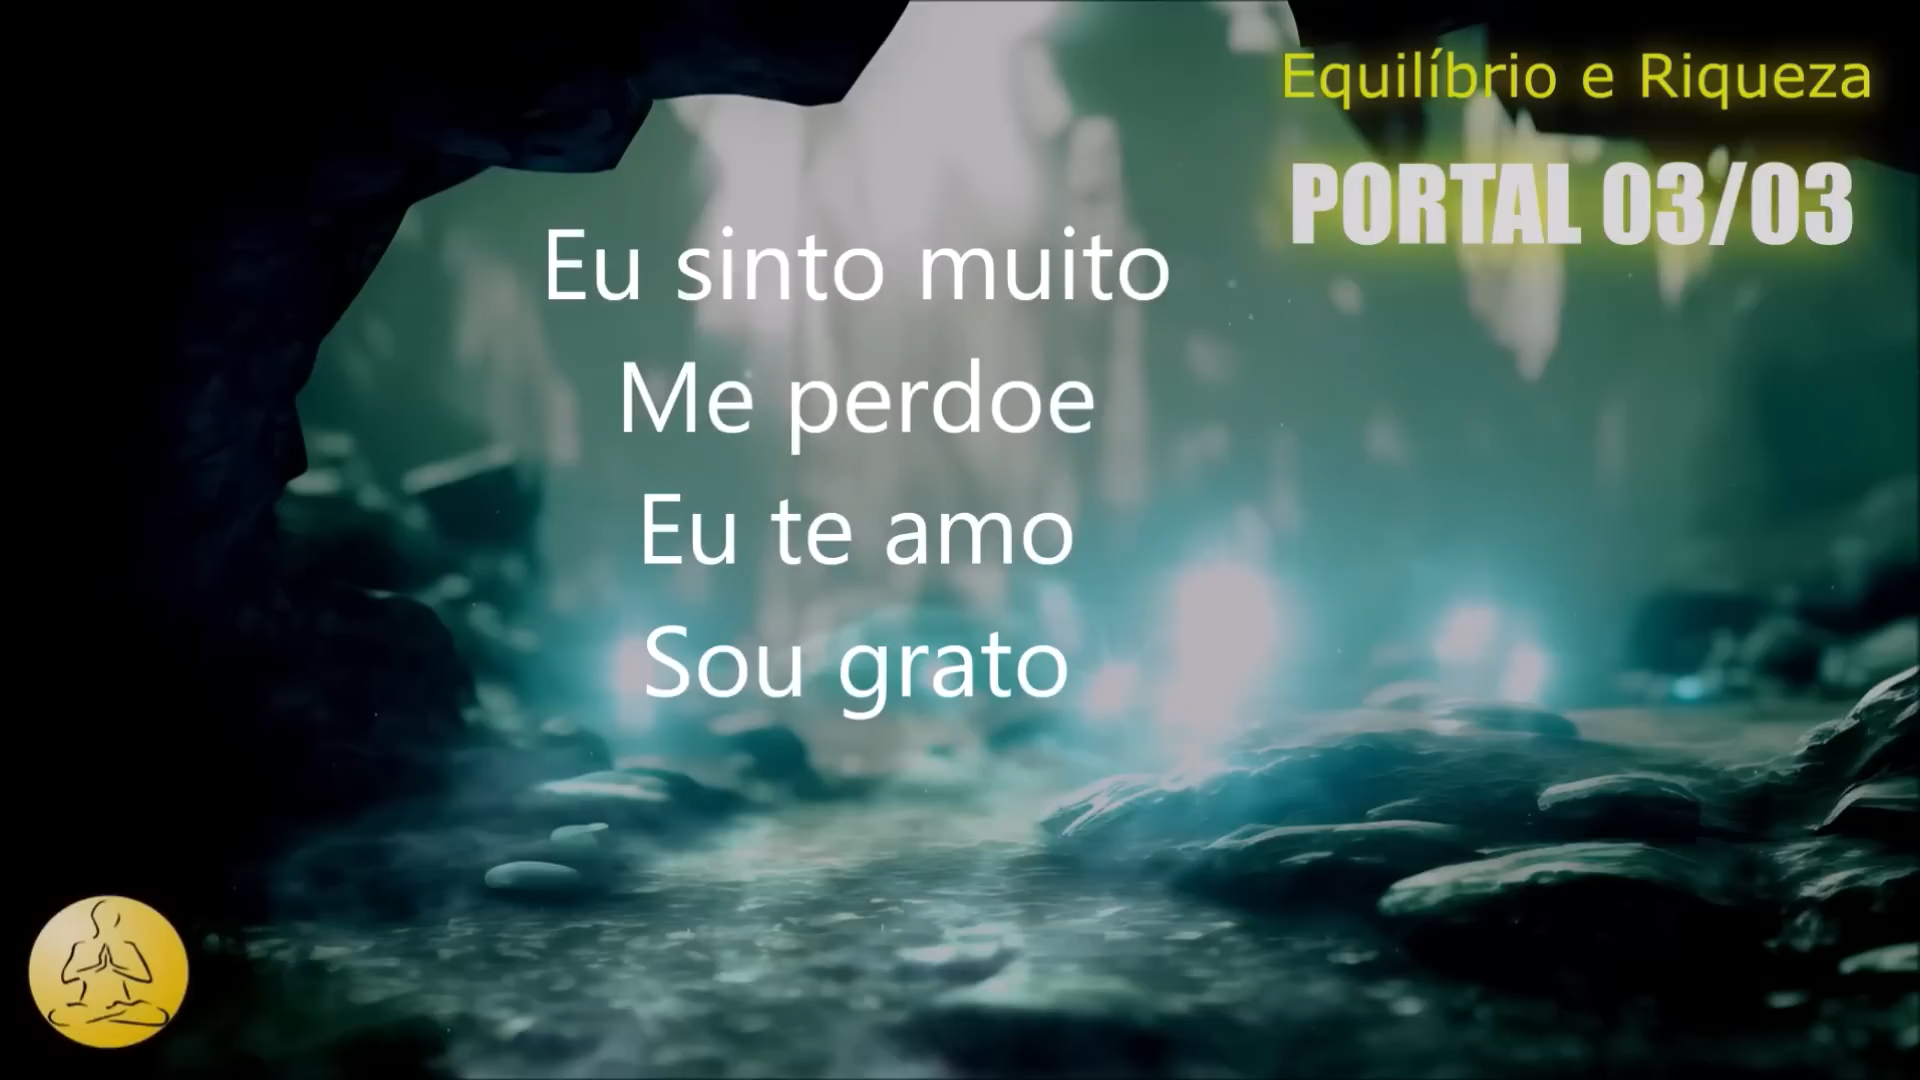 Equilíbrio e Riqueza
PORTAL 03/03
Eu sinto muito
Me perdoe
Eu te amo
Sou grato